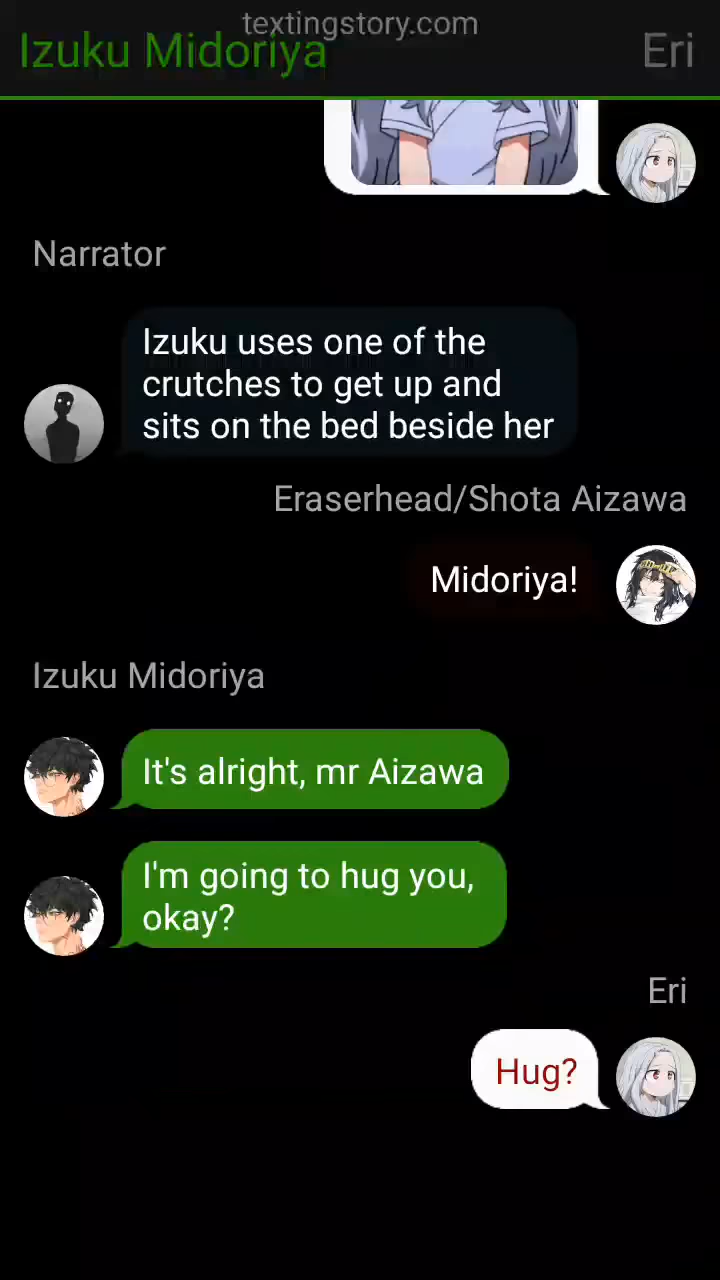 textingstory.com
Izuku Midoriya
Eri
Narrator
Izuku uses one of the
crutches to get up and
sits on the bed beside her
Eraserhead/Shota Aizawa
Midoriya!
Izuku Midoriya
It's alright, mr Aizawa
I'm going to hug you,
okay?
Eri
Hug?